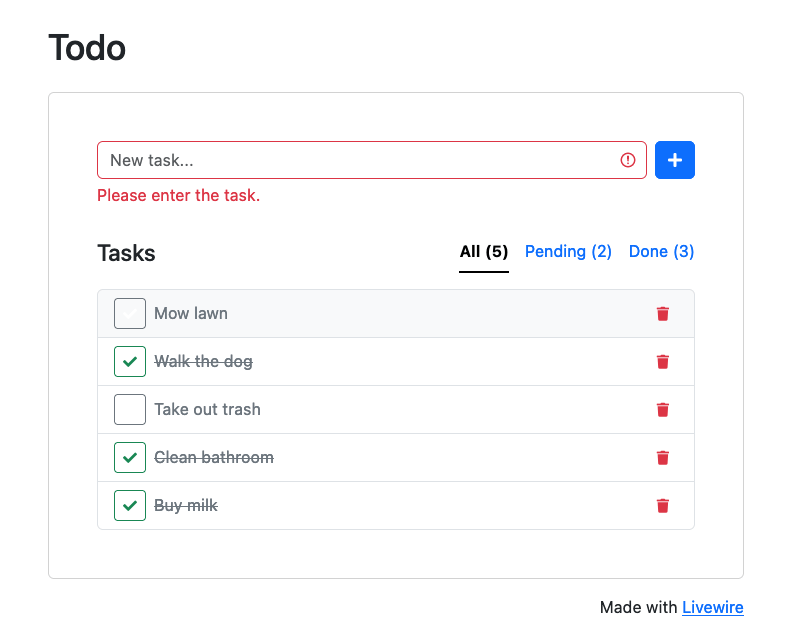 Todo
New task...
Please enter the task.
Tasks All (5) Pending (2) Done (3)
Mow lawn
Walk the dog
Take out trash
Clean bathroom
Buy milk
Made with Livewire